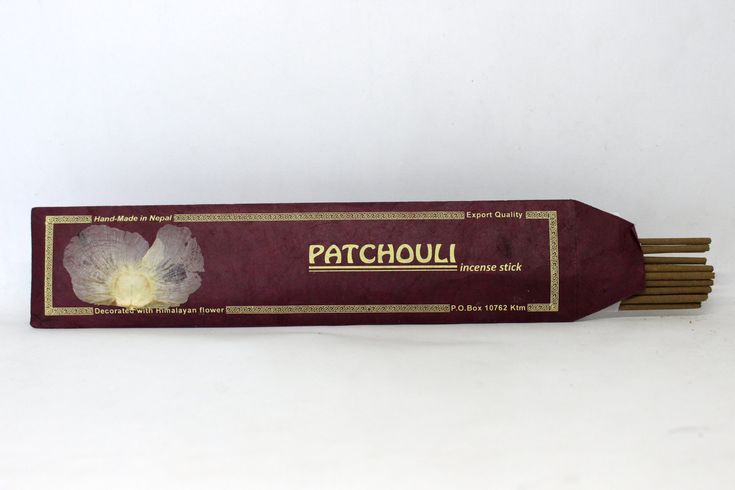 Hand-Made in Nepal
Export Quality
PATCHOULI
incense stick
Decorated with Himalayan flower
P.O.Box 10762 Ktm